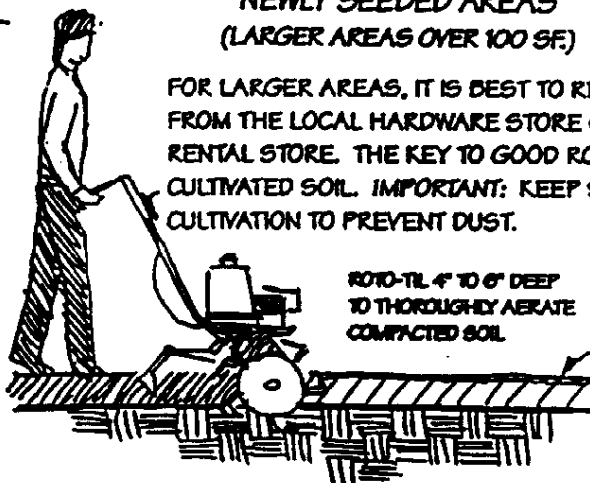 NEWLY SEEDED AREAS
(LARGER AREAS OVER 100 SF.)
FOR LARGER AREAS, IT IS BEST TO
FROM THE LOCAL HARDWARE STORE
RENTAL STORE. THE KEY TO GOOD
CULTIVATED SOIL. IMPORTANT: KEEP
CULTIVATION TO PREVENT DUST.
ROTO-TIL 4" TO 6" DEEP
TO THOROUGHLY AERATE
COMPACTED SOIL